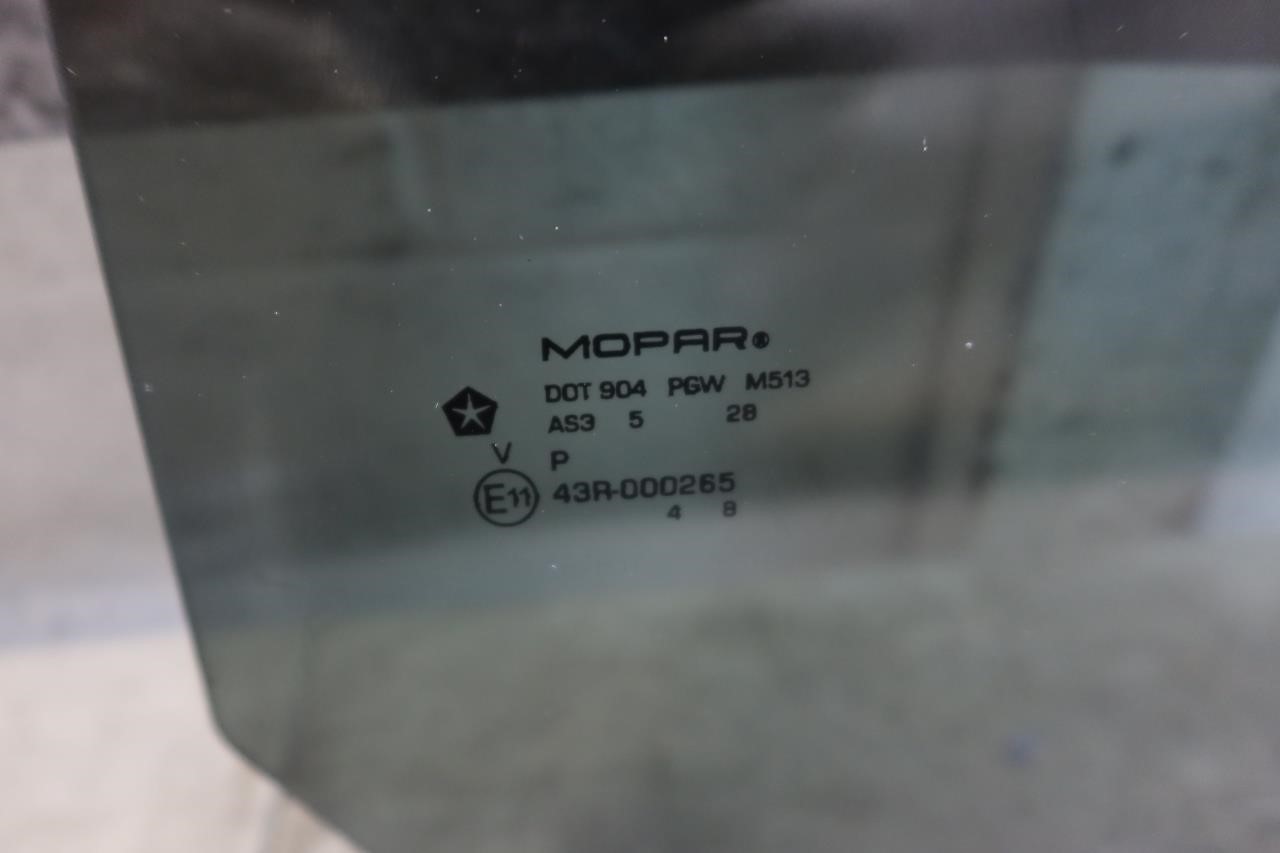 MOPAR®
DOT 904 PGW M513
AS3 5 28
V P
E11 43R-000265
4 8